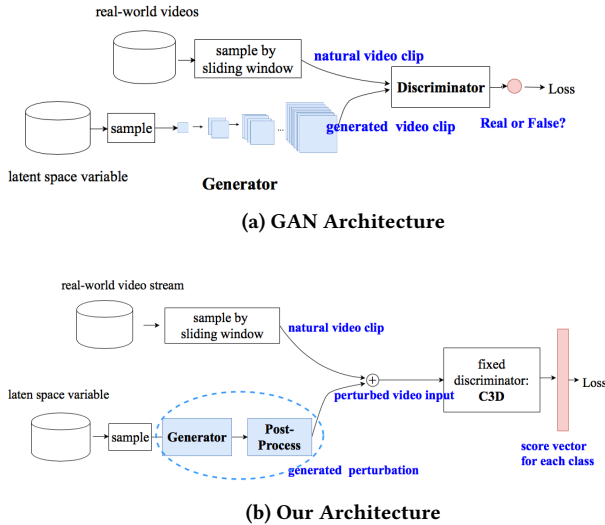 real-world videos
sample by
sliding window
natural video clip
Discriminator
Loss
sample
...
generated video clip
Real or False?
latent space variable
Generator
(a) GAN Architecture
real-world video stream
sample by
sliding window
natural video clip
fixed
discriminator:
C3D
+
perturbed video input
Loss
laten space variable
sample
Generator
Post-
Process
generated perturbation
score vector
for each class
(b) Our Architecture